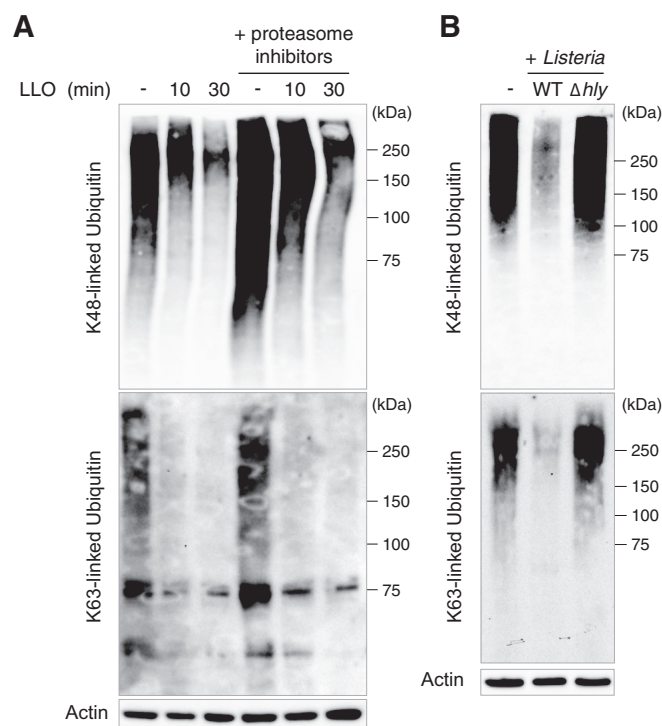 A
+ proteasome
inhibitors
LLO (min) - 10 30 - 10 30
(kDa)
K48-linked Ubiquitin
250
150
100
75
(kDa)
K63-linked Ubiquitin
250
150
100
75
Actin
B
+ Listeria
- WT Δhly
(kDa)
K48-linked Ubiquitin
250
150
100
75
(kDa)
K63-linked Ubiquitin
250
150
100
75
Actin